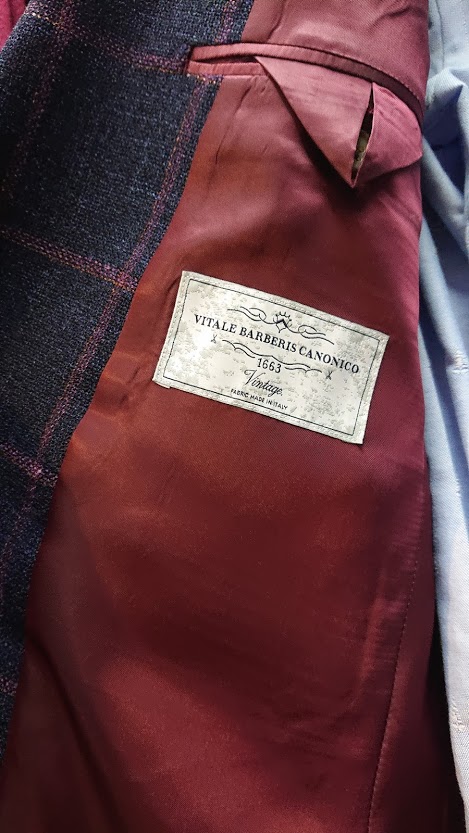 VITALE BARBERIS CANONICO
1663
Vintage
FABRIC MADE IN ITALY